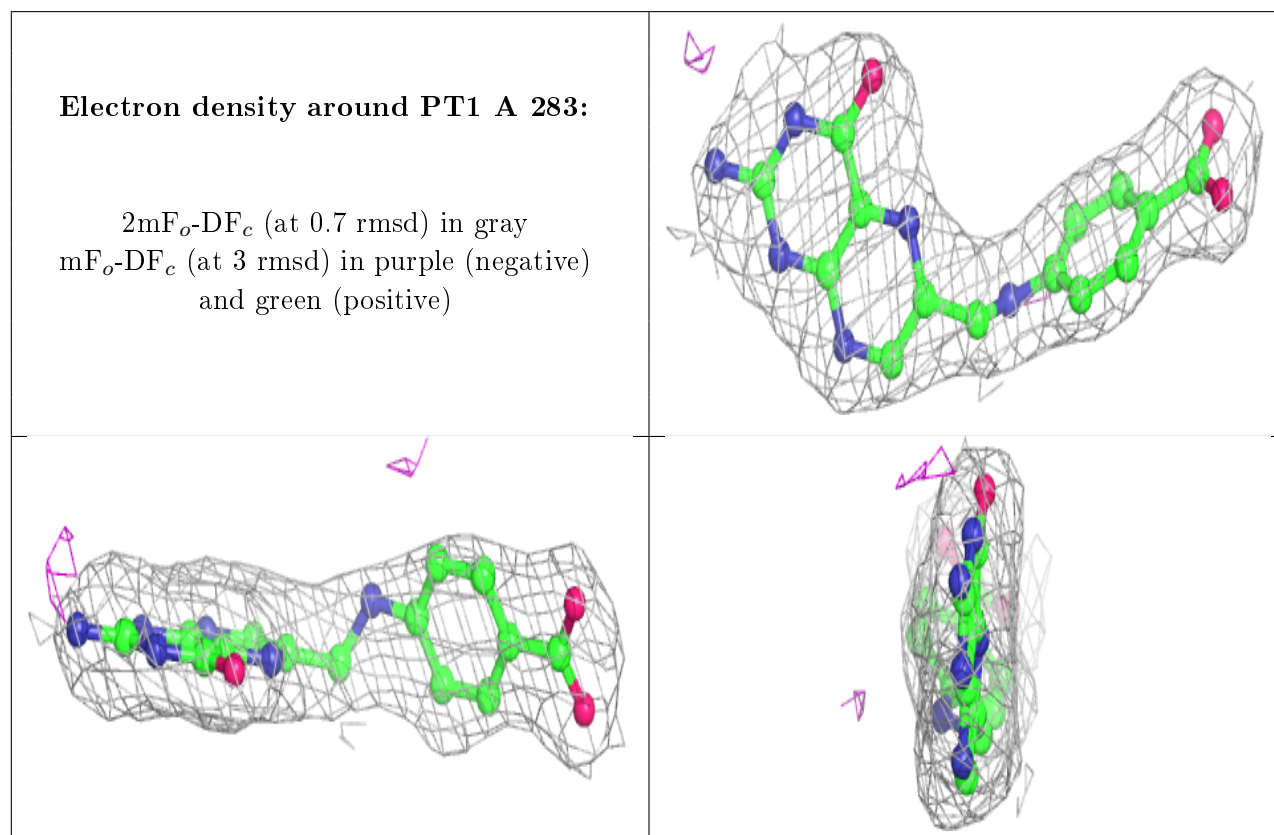 Electron density around PT1 A 283:
2mFₒ-DF𝒸 (at 0.7 rmsd) in gray
mFₒ-DF𝒸 (at 3 rmsd) in purple (negative)
and green (positive)